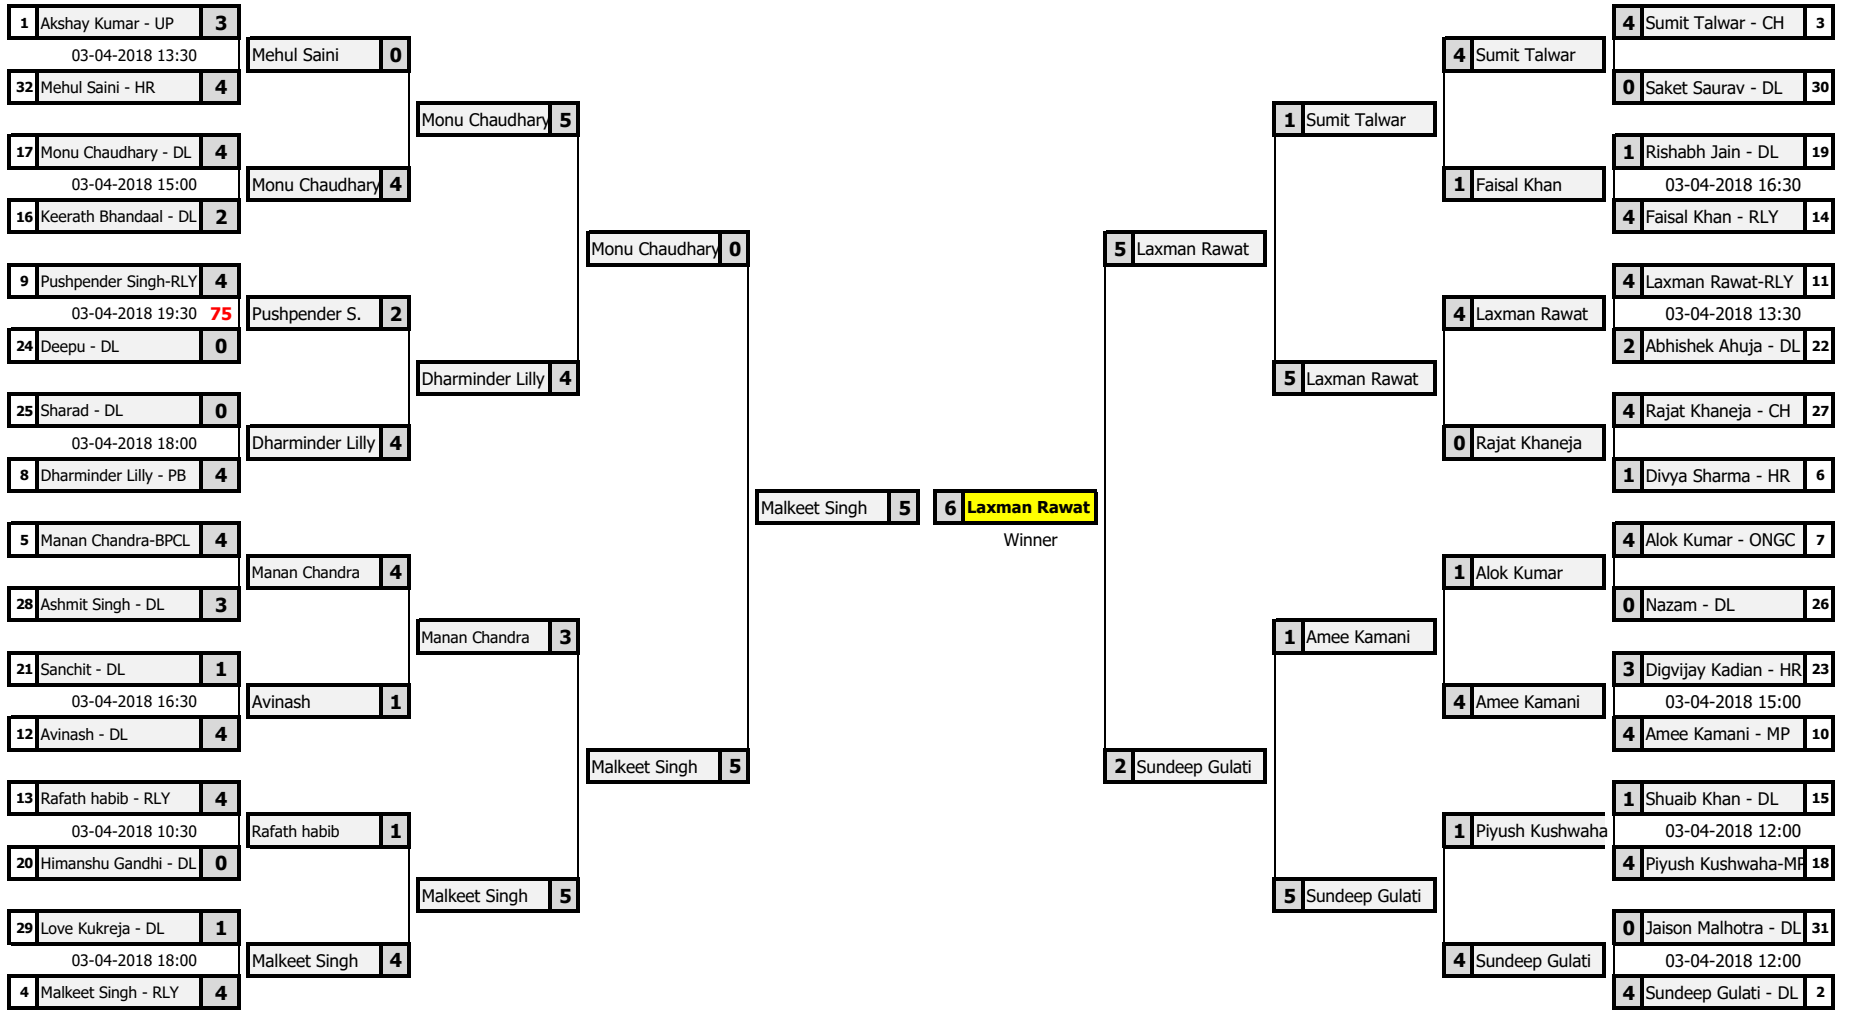 1 Akshay Kumar - UP 3
03-04-2018 13:30
32 Mehul Saini - HR 4
17 Monu Chaudhary - DL 4
03-04-2018 15:00
16 Keerath Bhandaal - DL 2
9 Pushpender Singh-RLY 4
03-04-2018 19:30 75
24 Deepu - DL 0
25 Sharad - DL 0
03-04-2018 18:00
8 Dharminder Lilly - PB 4
5 Manan Chandra-BPCL 4
28 Ashmit Singh - DL 3
21 Sanchit - DL 1
03-04-2018 16:30
12 Avinash - DL 4
13 Rafath habib - RLY 4
03-04-2018 10:30
20 Himanshu Gandhi - DL 0
29 Love Kukreja - DL 1
03-04-2018 18:00
4 Malkeet Singh - RLY 4
Mehul Saini 0
Monu Chaudhary 4
Pushpender S. 2
Dharminder Lilly 4
Manan Chandra 4
Avinash 1
Rafath habib 1
Malkeet Singh 4
Monu Chaudhary 5
Dharminder Lilly 4
Manan Chandra 3
Malkeet Singh 5
Monu Chaudhary 0
Malkeet Singh 5
Malkeet Singh 5
6 Laxman Rawat
Winner
5 Laxman Rawat
2 Sundeep Gulati
1 Sumit Talwar
5 Laxman Rawat
1 Amee Kamani
5 Sundeep Gulati
4 Sumit Talwar
1 Faisal Khan
4 Laxman Rawat
0 Rajat Khaneja
1 Alok Kumar
4 Amee Kamani
1 Piyush Kushwaha
4 Sundeep Gulati
4 Sumit Talwar - CH 3
0 Saket Saurav - DL 30
1 Rishabh Jain - DL 19
03-04-2018 16:30
4 Faisal Khan - RLY 14
4 Laxman Rawat-RLY 11
03-04-2018 13:30
2 Abhishek Ahuja - DL 22
4 Rajat Khaneja - CH 27
1 Divya Sharma - HR 6
4 Alok Kumar - ONGC 7
0 Nazam - DL 26
3 Digvijay Kadian - HR 23
03-04-2018 15:00
4 Amee Kamani - MP 10
1 Shuaib Khan - DL 15
03-04-2018 12:00
4 Piyush Kushwaha-MP 18
0 Jaison Malhotra - DL 31
03-04-2018 12:00
4 Sundeep Gulati - DL 2